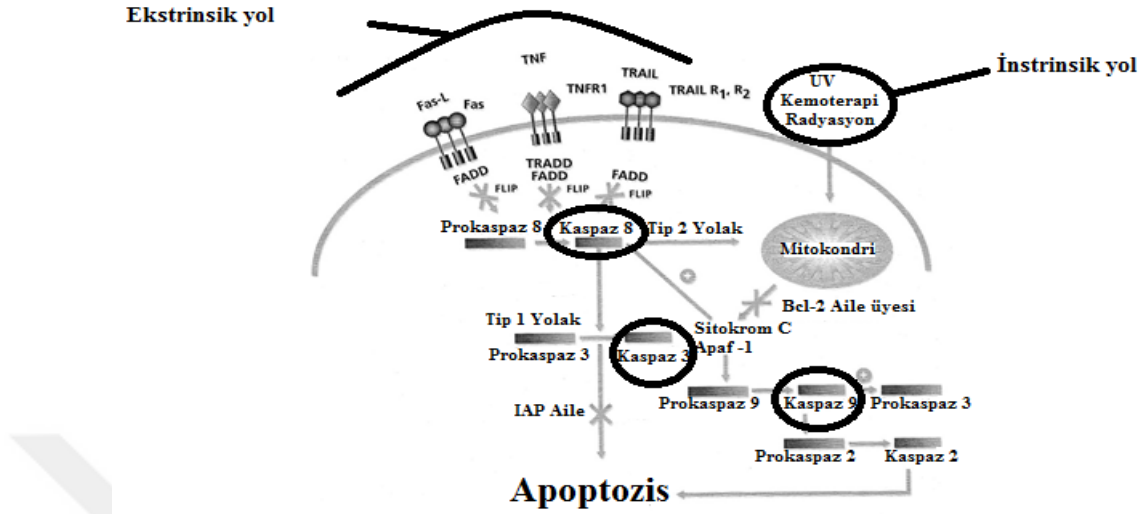 Ekstrinsik yol
İnstrinsik yol
TNF
TNFR1
TRAIL
TRAIL R1, R2
UV
Kemoterapi
Radyasyon
Fas-L
Fas
FADD
FLIP
TRADD
FADD
FLIP
FADD
FLIP
Prokaspaz 8
Kaspaz 8
Tip 2 Yolak
Mitokondri
Bcl-2 Aile üyesi
Tip 1 Yolak
Prokaspaz 3
Kaspaz 3
Sitokrom C
Apaf -1
Prokaspaz 9
Kaspaz 9
Prokaspaz 3
IAP Aile
Prokaspaz 2
Kaspaz 2
Apoptozis